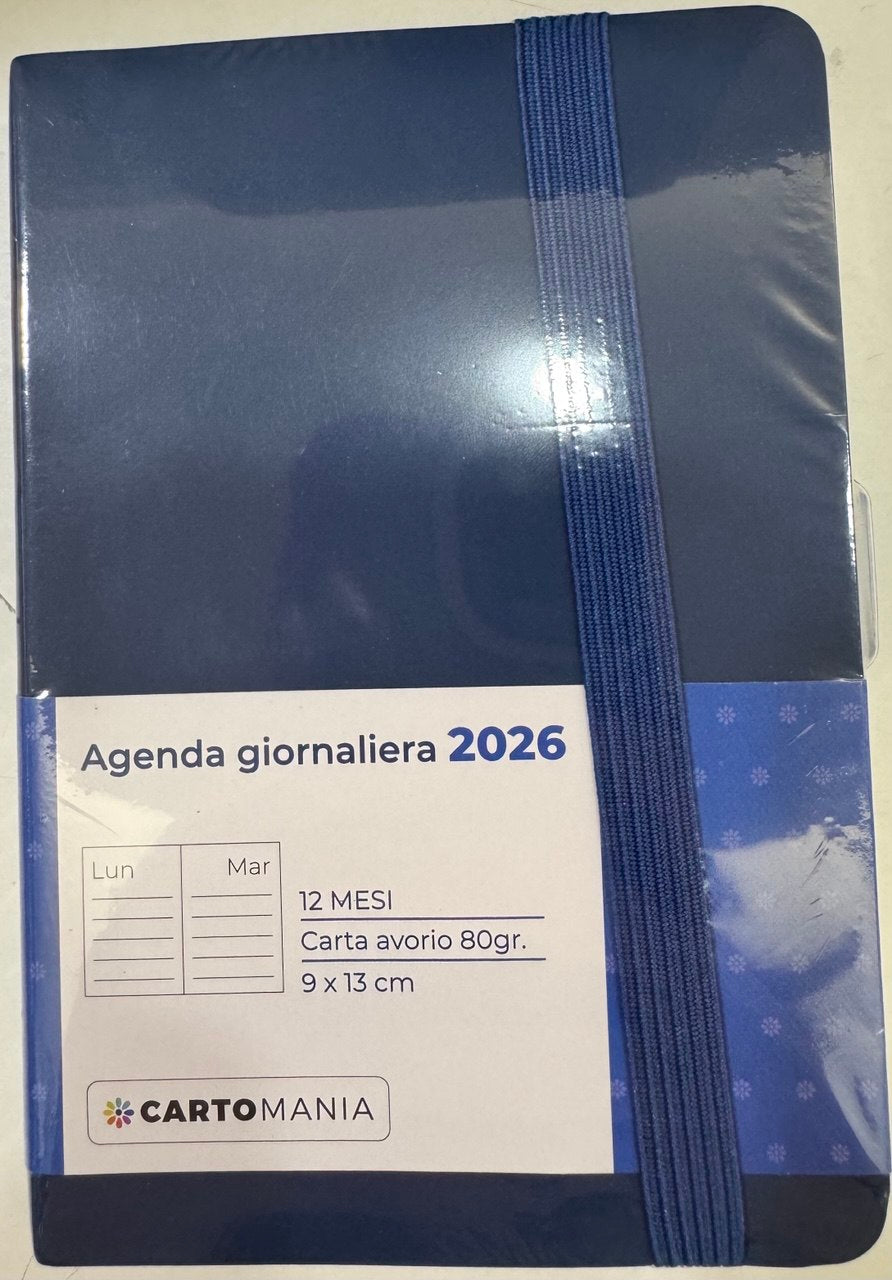 Agenda giornaliera 2026
Lun Mar
12 MESI
Carta avorio 80gr.
9 x 13 cm
CARTOMANIA